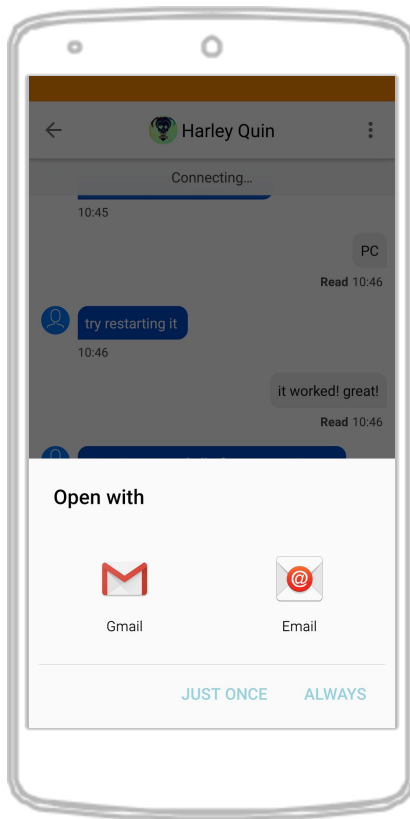 Harley Quin
Connecting...
10:45
PC
Read 10:46
try restarting it
10:46
it worked! great!
Read 10:46
Open with
Gmail
Email
JUST ONCE
ALWAYS